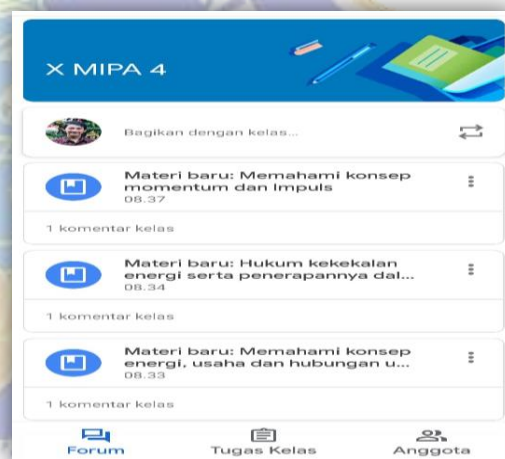 X MIPA 4
Bagikan dengan kelas...
Materi baru: Memahami konsep
momentum dan Impuls
08.37
1 komentar kelas
Materi baru: Hukum kekekalan
energi serta penerapannya dal...
08.34
1 komentar kelas
Materi baru: Memahami konsep
energi, usaha dan hubungan u...
08.33
1 komentar kelas
Forum
Tugas Kelas
Anggota